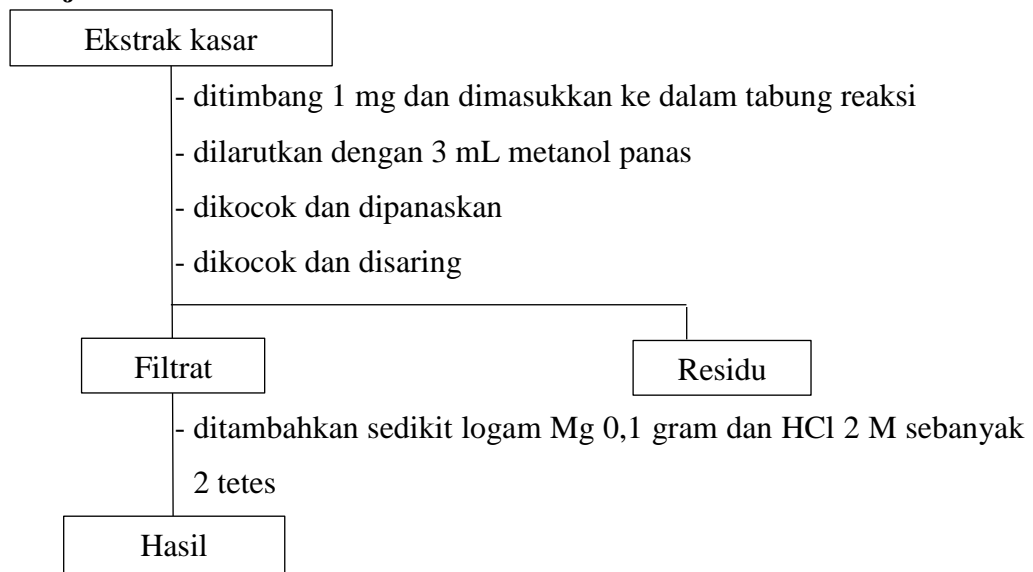 Ekstrak kasar
- ditimbang 1 mg dan dimasukkan ke dalam tabung reaksi
- dilarutkan dengan 3 mL metanol panas
- dikocok dan dipanaskan
- dikocok dan disaring
Filtrat
Residu
- ditambahkan sedikit logam Mg 0,1 gram dan HCl 2 M sebanyak
2 tetes
Hasil